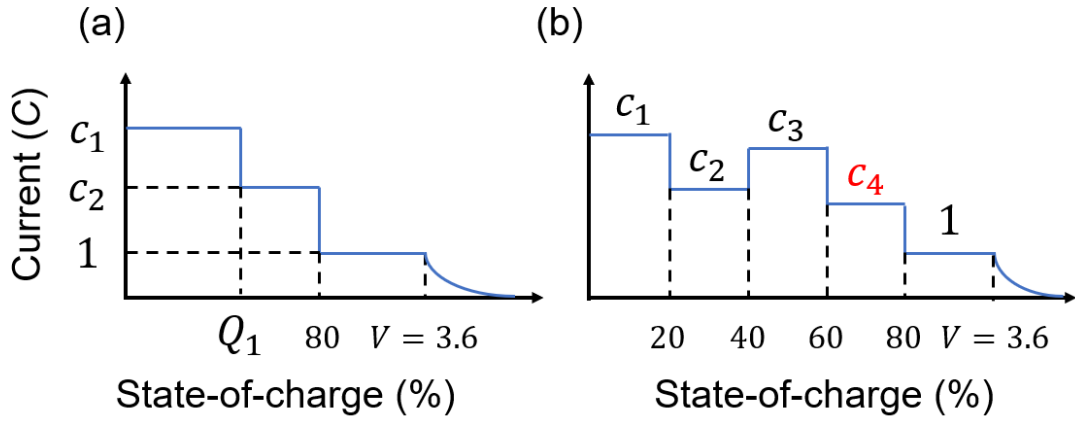 (a)
Current (C)
c₁
c₂
1
Q₁ 80 V = 3.6
State-of-charge (%)
(b)
c₁
c₂
c₃
c₄
1
20 40 60 80 V = 3.6
State-of-charge (%)